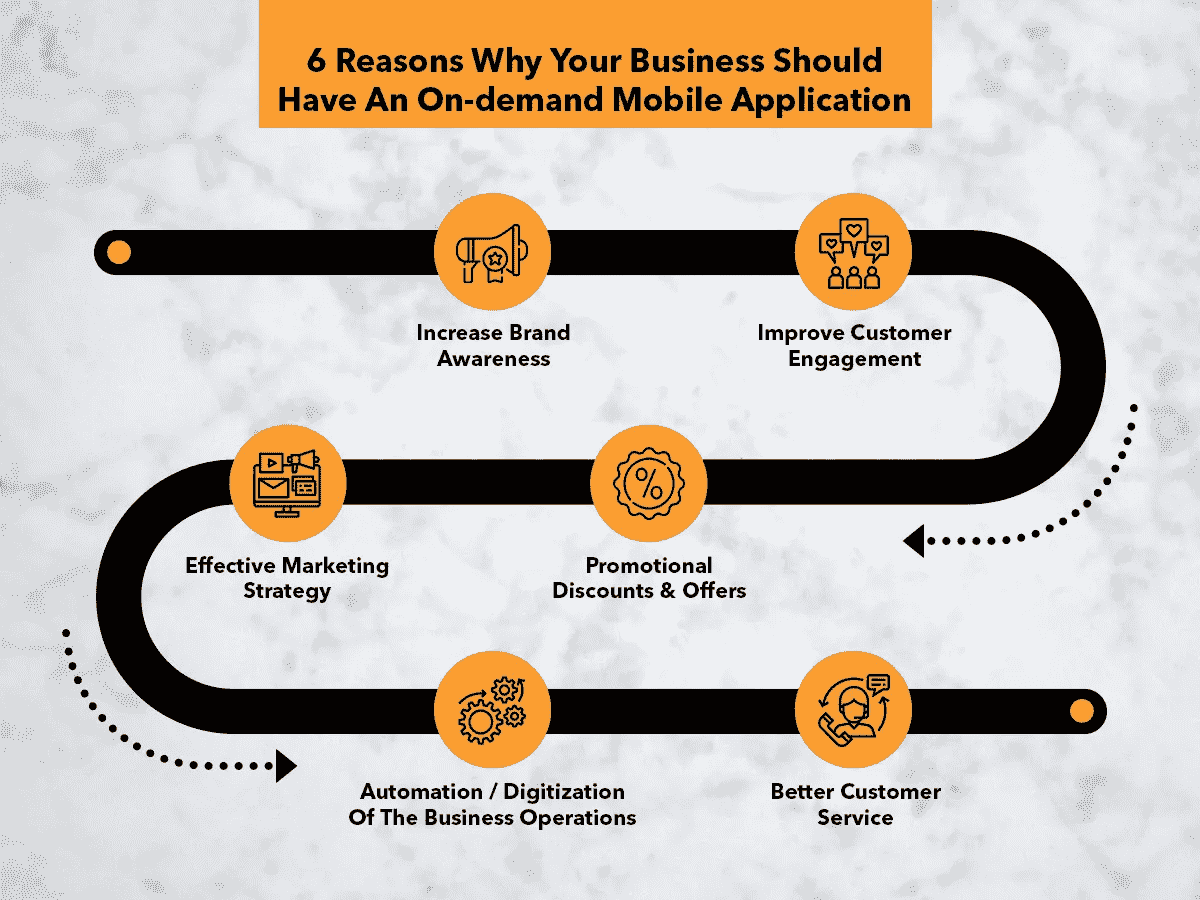 6 Reasons Why Your Business Should
Have An On-demand Mobile Application
Increase Brand
Awareness
Improve Customer
Engagement
Promotional
Discounts & Offers
Effective Marketing
Strategy
Automation / Digitization
Of The Business Operations
Better Customer
Service